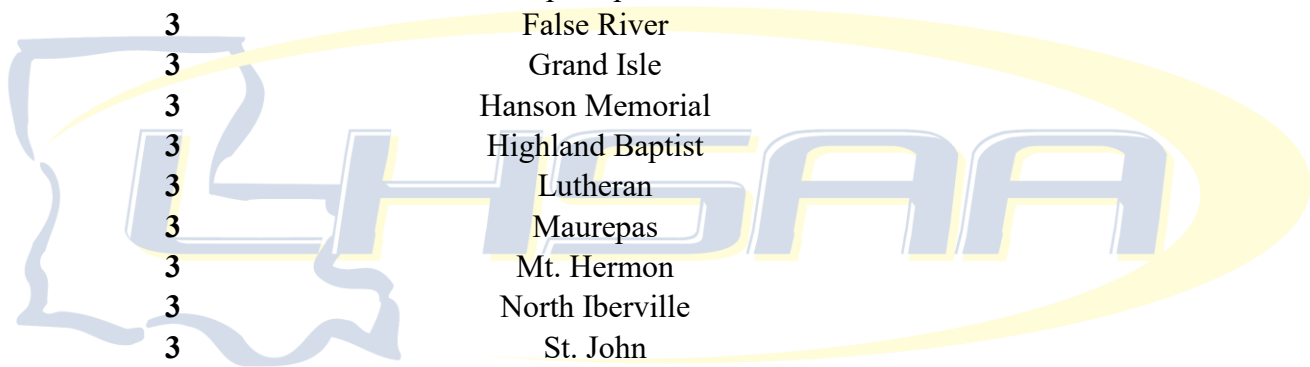 3 False River
3 Grand Isle
3 Hanson Memorial
3 Highland Baptist
3 Lutheran
3 Maurepas
3 Mt. Hermon
3 North Iberville
3 St. John
LHSAA